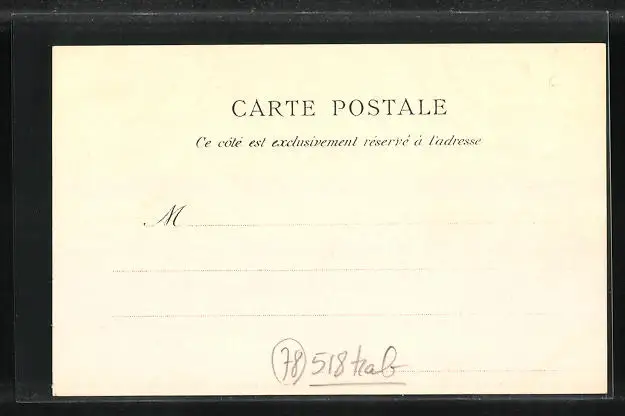 CARTE POSTALE
Ce côté est exclusivement réservé à l'adresse
M
(78) 518 trab